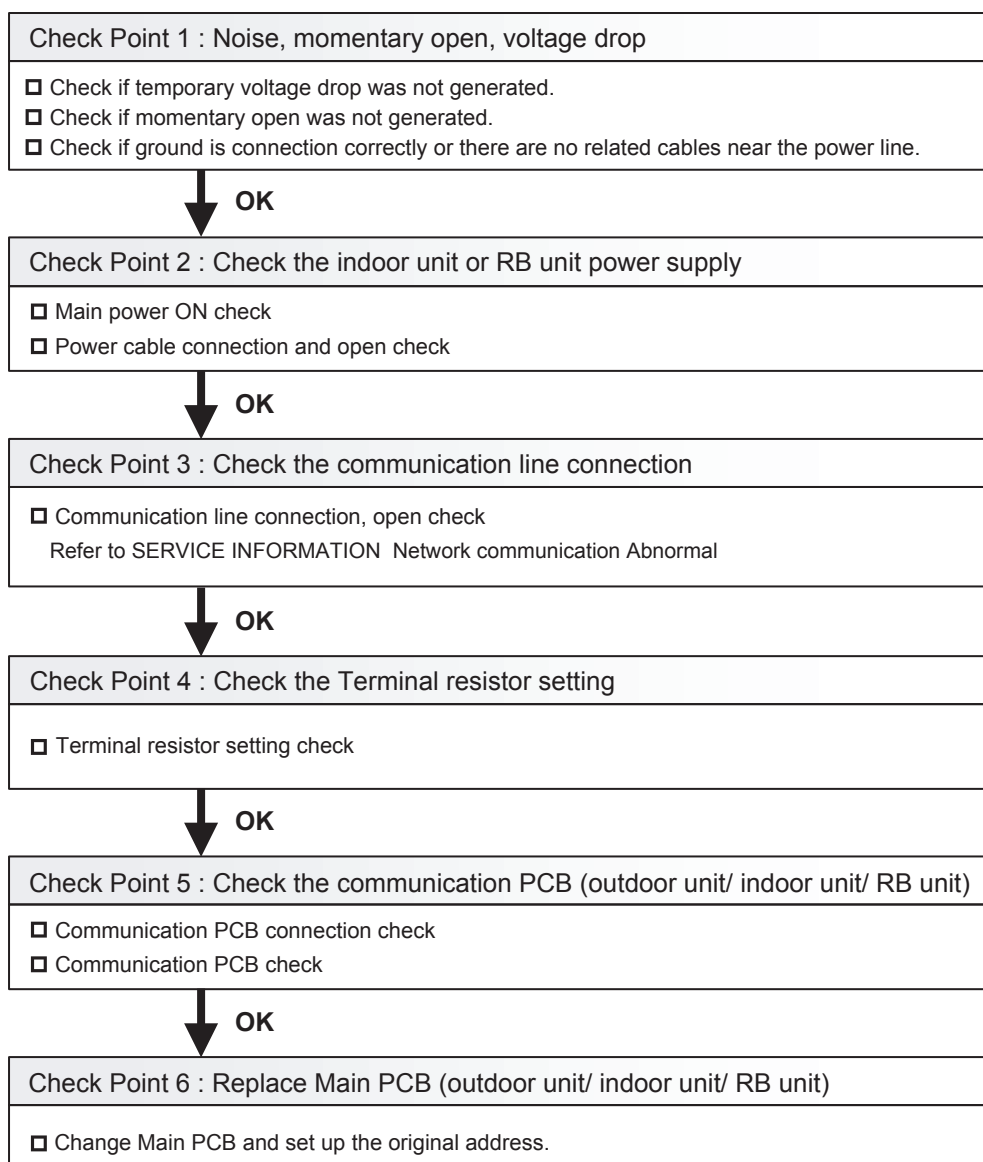 Check Point 1 : Noise, momentary open, voltage drop
Check if temporary voltage drop was not generated.
Check if momentary open was not generated.
Check if ground is connection correctly or there are no related cables near the power line.
OK
Check Point 2 : Check the indoor unit or RB unit power supply
Main power ON check
Power cable connection and open check
OK
Check Point 3 : Check the communication line connection
Communication line connection, open check
Refer to SERVICE INFORMATION Network communication Abnormal
OK
Check Point 4 : Check the Terminal resistor setting
Terminal resistor setting check
OK
Check Point 5 : Check the communication PCB (outdoor unit/ indoor unit/ RB unit)
Communication PCB connection check
Communication PCB check
OK
Check Point 6 : Replace Main PCB (outdoor unit/ indoor unit/ RB unit)
Change Main PCB and set up the original address.